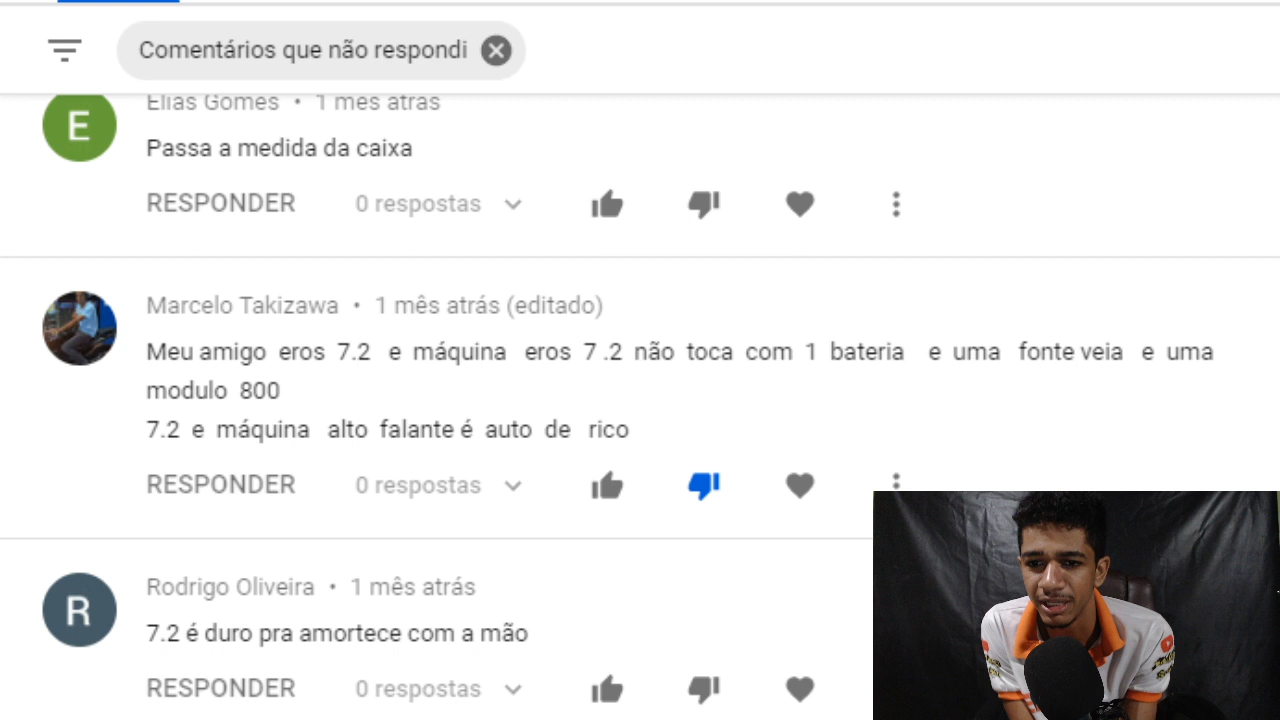 Comentários que não respondi
Elias Gomes • 1 mês atrás
E
Passa a medida da caixa
RESPONDER 0 respostas
Marcelo Takizawa • 1 mês atrás (editado)
Meu amigo eros 7.2 e máquina eros 7 .2 não toca com 1 bateria e uma fonte veia e uma
modulo 800
7.2 e máquina alto falante é auto de rico
RESPONDER 0 respostas
Rodrigo Oliveira • 1 mês atrás
R
7.2 é duro pra amortece com a mão
RESPONDER 0 respostas